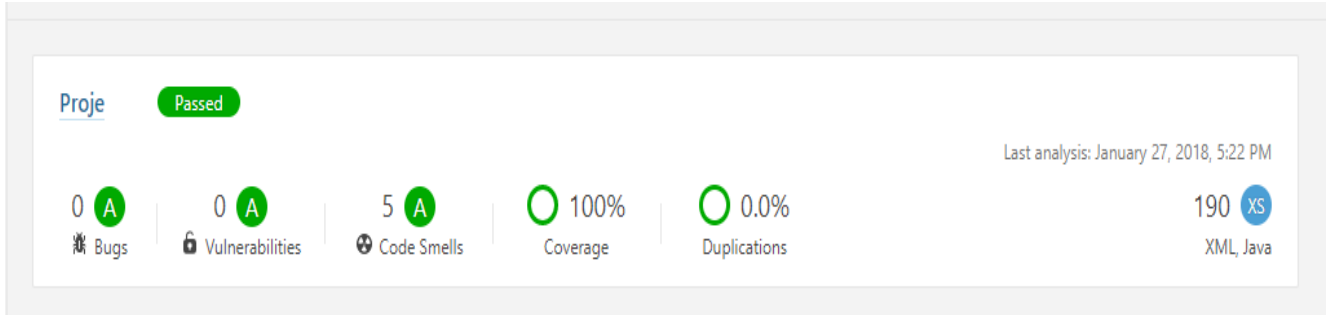 Proje Passed
Last analysis: January 27, 2018, 5:22 PM
0 A 0 A 5 A 100% 0.0% 190 XS
Bugs Vulnerabilities Code Smells Coverage Duplications XML, Java